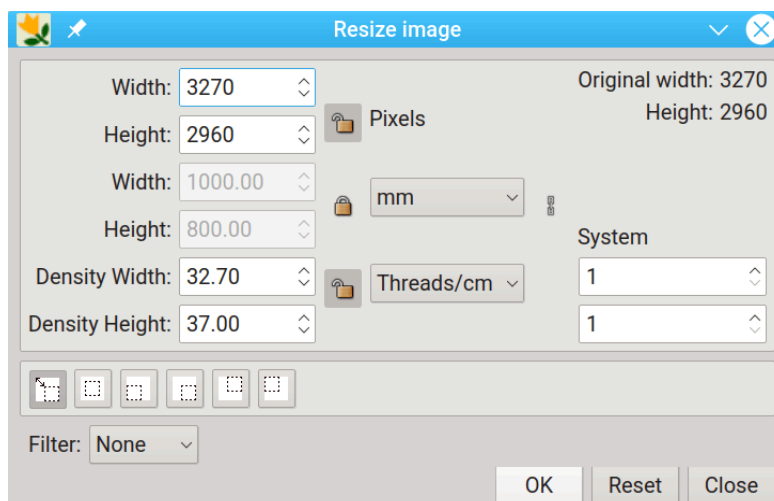 Resize image
Width: 3270
Original width: 3270
Height: 2960
Pixels
Height: 2960
Width: 1000.00
mm
Height: 800.00
System
Density Width: 32.70
Threads/cm
1
Density Height: 37.00
1
Filter: None
OK
Reset
Close